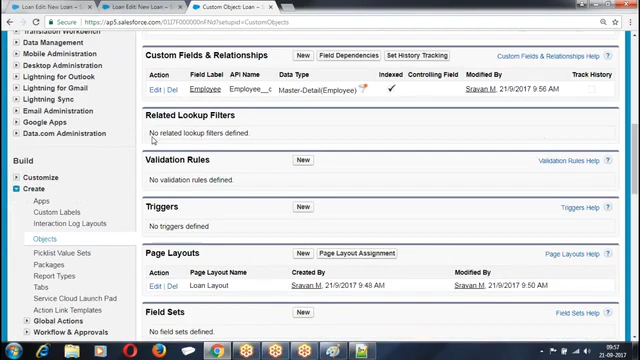 Loan Edit: New Loan ~ S
Loan Edit: New Loan ~ S
Custom Object: Loan ~ S
https://ap5.salesforce.com/01I7F000000nFNd?setupid=CustomObjects
Data Management
Mobile Administration
Desktop Administration
Lightning for Outlook
Lightning Sync
Email Administration
Google Apps
Data.com Administration
Build
Customize
Create
Apps
Custom Labels
Interaction Log Layouts
Objects
Picklist Value Sets
Packages
Report Types
Tabs
Service Cloud Launch Pad
Action Link Templates
Global Actions
Workflow & Approvals
Custom Fields & Relationships
New
Field Dependencies
Set History Tracking
Custom Fields & Relationships Help
Action Field Label API Name Data Type Indexed Controlling Field Modified By Track History
Edit | Del Employee Employee__c Master-Detail(Employee) Sravan M, 21/9/2017 9:56 AM
Related Lookup Filters
No related lookup filters defined.
Validation Rules
New
Validation Rules Help
No validation rules defined.
Triggers
New
Triggers Help
No triggers defined
Page Layouts
New
Page Layout Assignment
Page Layouts Help
Action Page Layout Name Created By Modified By
Edit | Del Loan Layout Sravan M, 21/9/2017 9:48 AM Sravan M, 21/9/2017 9:50 AM
Field Sets
New
Field Sets Help
No field sets defined.
09:57
21-09-2017